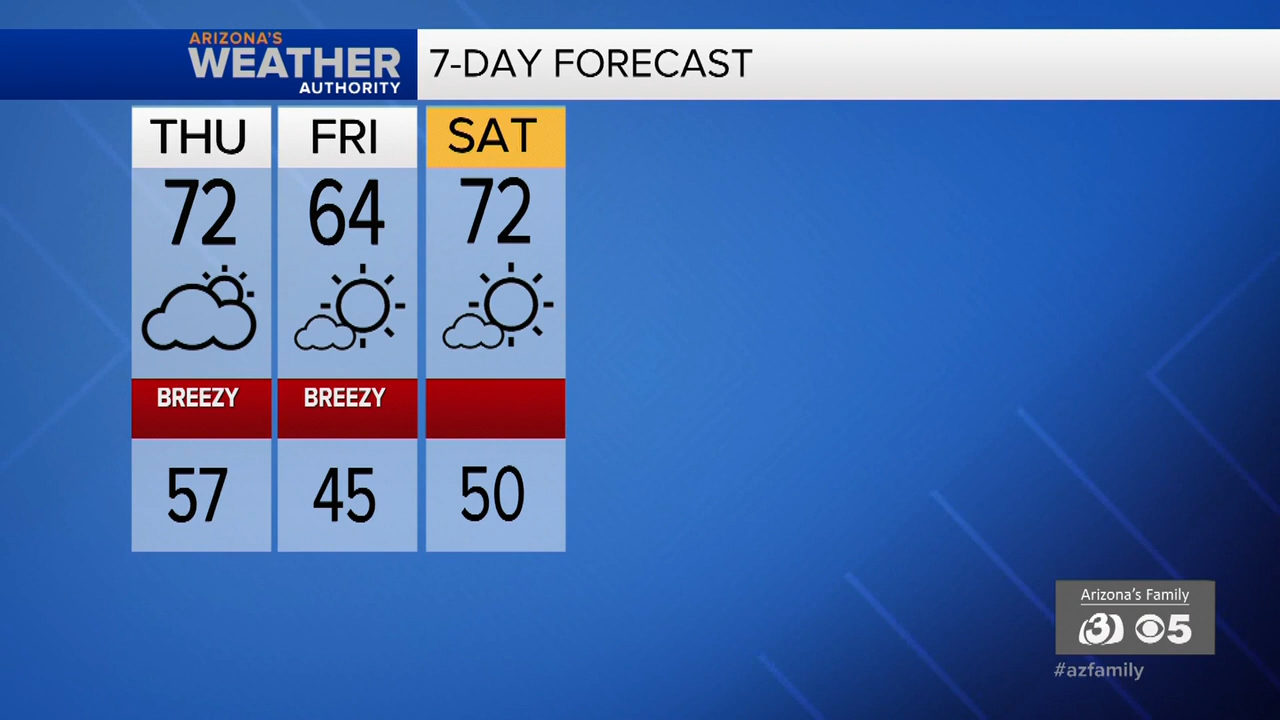 ARIZONA'S
WEATHER
AUTHORITY
7-DAY FORECAST
THU FRI SAT
72 64 72
BREEZY BREEZY
57 45 50
Arizona's Family
3 5
#azfamily